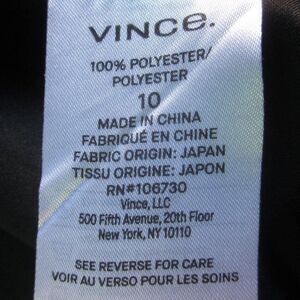 VINCE.
100% POLYESTER/
POLYESTER
10
MADE IN CHINA
FABRIQUÉ EN CHINE
FABRIC ORIGIN: JAPAN
TISSU ORIGINE: JAPON
RN#106730
Vince, LLC
500 Fifth Avenue, 20th Floor
New York, NY 10110
SEE REVERSE FOR CARE
VOIR AU VERSO POUR LES SOINS